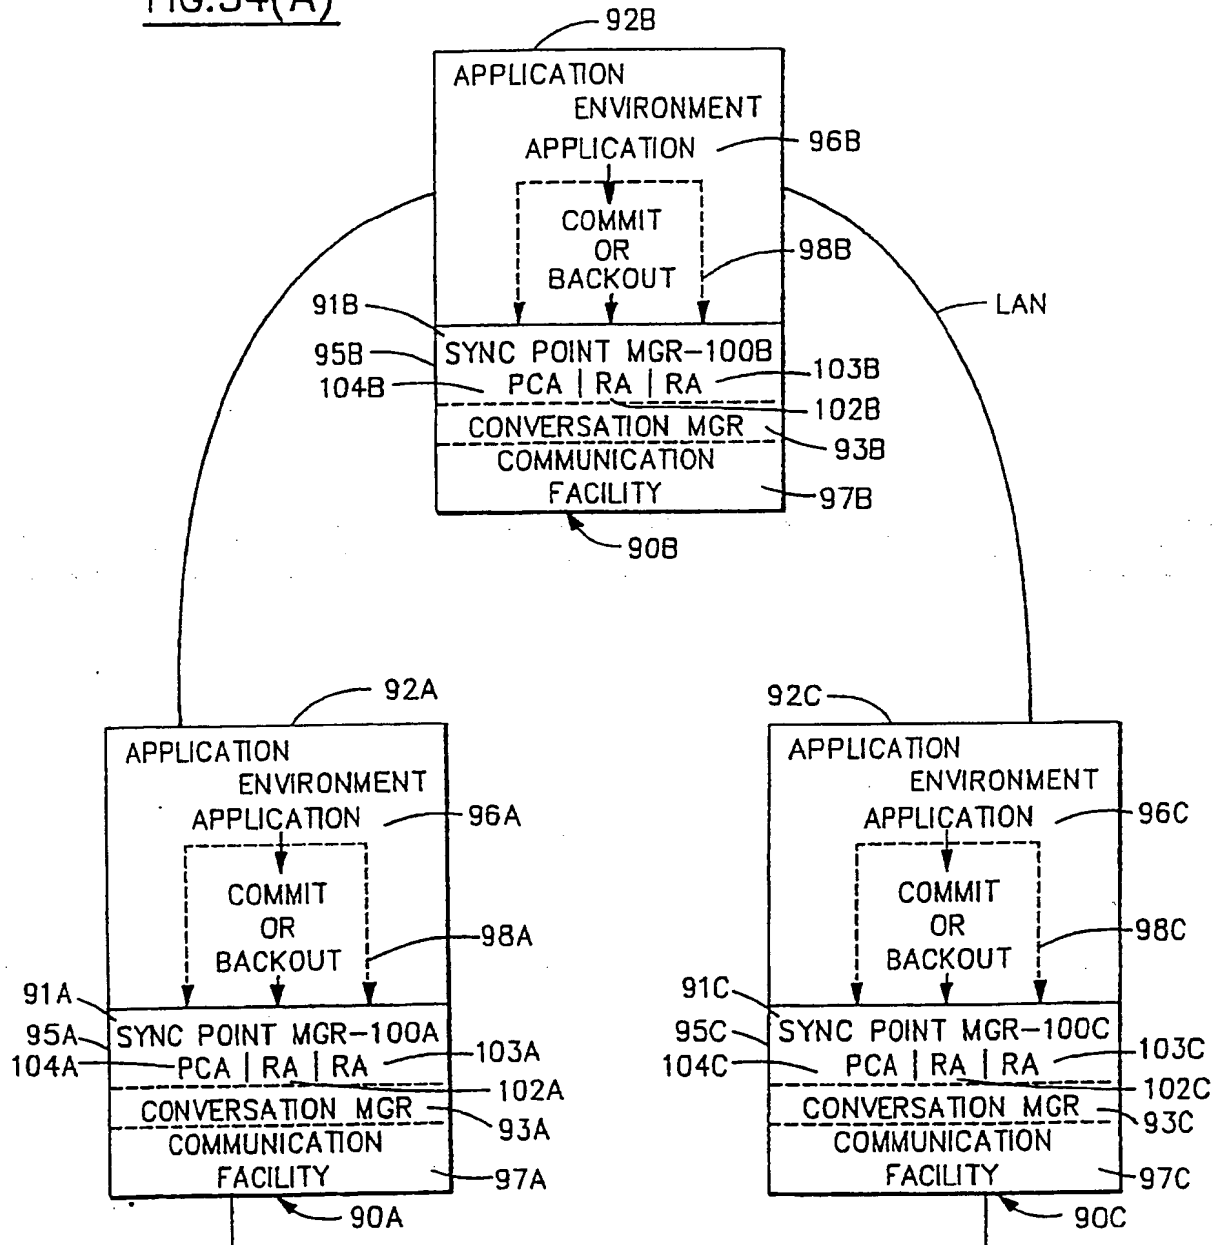 FIG.54(A)
92B
APPLICATION
ENVIRONMENT
APPLICATION
96B
COMMIT
OR
BACKOUT
98B
LAN
91B
SYNC POINT MGR-100B
95B
104B
PCA | RA | RA
103B
102B
CONVERSATION MGR
93B
COMMUNICATION
FACILITY
97B
90B
92A
APPLICATION
ENVIRONMENT
APPLICATION
96A
COMMIT
OR
BACKOUT
98A
91A
SYNC POINT MGR-100A
95A
104A
PCA | RA | RA
103A
102A
CONVERSATION MGR
93A
COMMUNICATION
FACILITY
97A
90A
92C
APPLICATION
ENVIRONMENT
APPLICATION
96C
COMMIT
OR
BACKOUT
98C
91C
SYNC POINT MGR-100C
95C
104C
PCA | RA | RA
103C
102C
CONVERSATION MGR
93C
COMMUNICATION
FACILITY
97C
90C